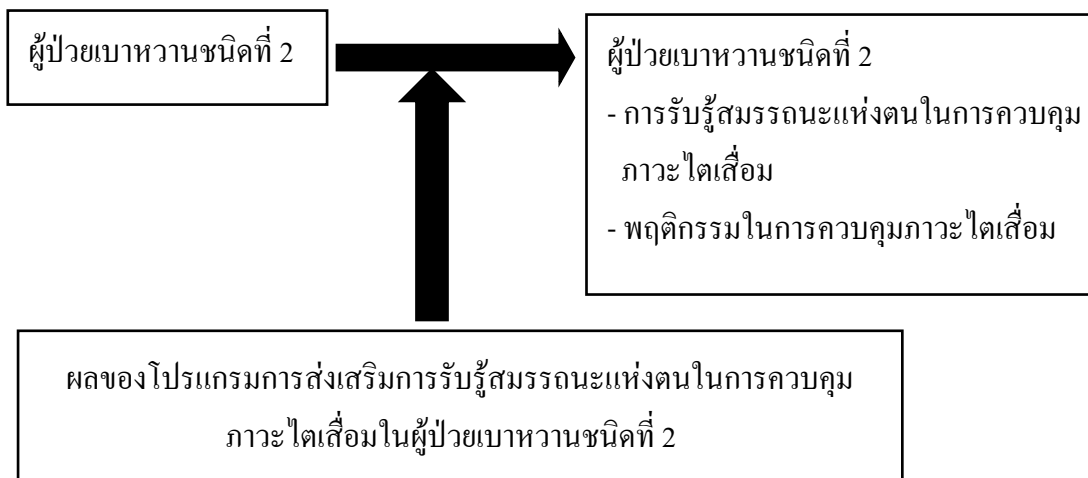 ผู้ป่วยเบาหวานชนิดที่ 2
ผู้ป่วยเบาหวานชนิดที่ 2
- การรับรู้สมรรถนะแห่งตนในการควบคุม
ภาวะไตเสื่อม
- พฤติกรรมในการควบคุมภาวะไตเสื่อม
ผลของโปรแกรมการส่งเสริมการรับรู้สมรรถนะแห่งตนในการควบคุม
ภาวะไตเสื่อมในผู้ป่วยเบาหวานชนิดที่ 2